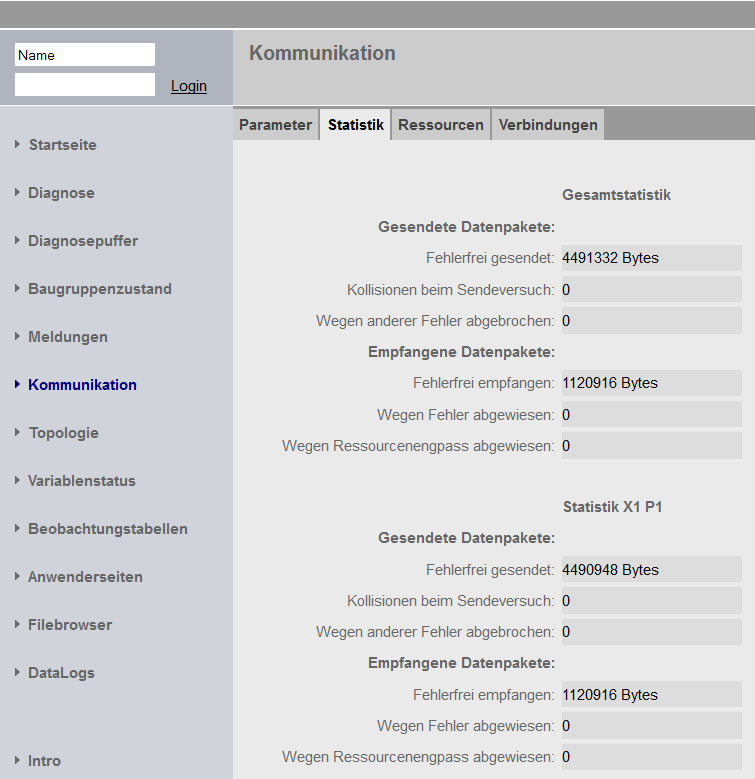 Name
Login
Kommunikation
Startseite
Diagnose
Diagnosepuffer
Baugruppenzustand
Meldungen
Kommunikation
Topologie
Variablenstatus
Beobachtungstabellen
Anwenderseiten
Filebrowser
DataLogs
Intro
Parameter Statistik Ressourcen Verbindungen
Gesamtstatistik
Gesendete Datenpakete:
Fehlerfrei gesendet: 4491332 Bytes
Kollisionen beim Sendeversuch: 0
Wegen anderer Fehler abgebrochen: 0
Empfangene Datenpakete:
Fehlerfrei empfangen: 1120916 Bytes
Wegen Fehler abgewiesen: 0
Wegen Ressourcenengpass abgewiesen: 0
Statistik X1 P1
Gesendete Datenpakete:
Fehlerfrei gesendet: 4490948 Bytes
Kollisionen beim Sendeversuch: 0
Wegen anderer Fehler abgebrochen: 0
Empfangene Datenpakete:
Fehlerfrei empfangen: 1120916 Bytes
Wegen Fehler abgewiesen: 0
Wegen Ressourcenengpass abgewiesen: 0